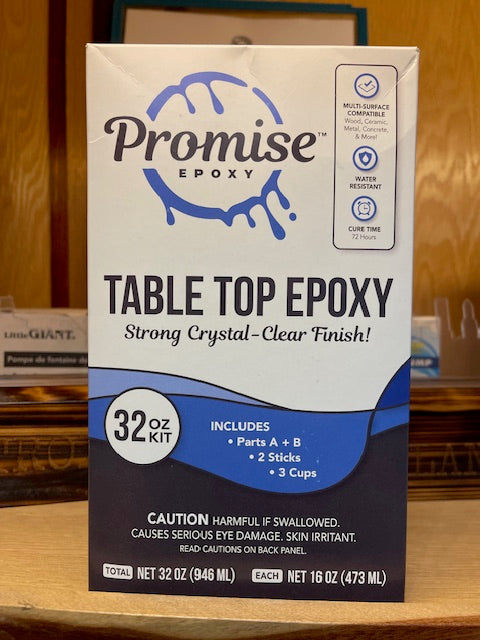 Promise™
EPOXY
MULTI-SURFACE
COMPATIBLE
Wood, Ceramic,
Metal, Concrete,
& More!
WATER
RESISTANT
CURE TIME
72 Hours
TABLE TOP EPOXY
Strong Crystal-Clear Finish!
LittleGIANT.
Pompe de fontaine de
32 OZ
KIT
INCLUDES
• Parts A + B
• 2 Sticks
• 3 Cups
CAUTION HARMFUL IF SWALLOWED.
CAUSES SERIOUS EYE DAMAGE. SKIN IRRITANT.
READ CAUTIONS ON BACK PANEL.
TOTAL NET 32 OZ (946 ML) EACH NET 16 OZ (473 ML)